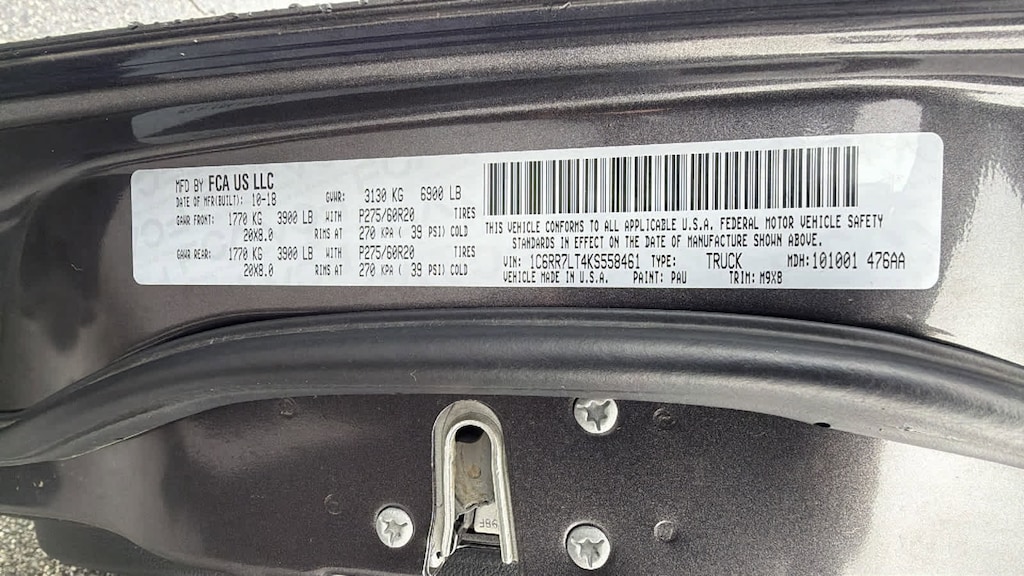 MFD BY FCA US LLC
DATE OF MFR(BUILT): 10-18 GVWR: 3130 KG 6900 LB
GAWR FRONT: 1770 KG 3900 LB WITH P275/60R20 TIRES
20X8.0 RIMS AT 270 KPA ( 39 PSI) COLD
GAWR REAR: 1770 KG 3900 LB WITH P275/60R20 TIRES
20X8.0 RIMS AT 270 KPA ( 39 PSI) COLD
THIS VEHICLE CONFORMS TO ALL APPLICABLE U.S.A. FEDERAL MOTOR VEHICLE SAFETY
STANDARDS IN EFFECT ON THE DATE OF MANUFACTURE SHOWN ABOVE.
VIN: 1C6RR7LT4KS558461 TYPE: TRUCK MDH: 101001 476AA
VEHICLE MADE IN U.S.A. PAINT: PAU TRIM: M9X8